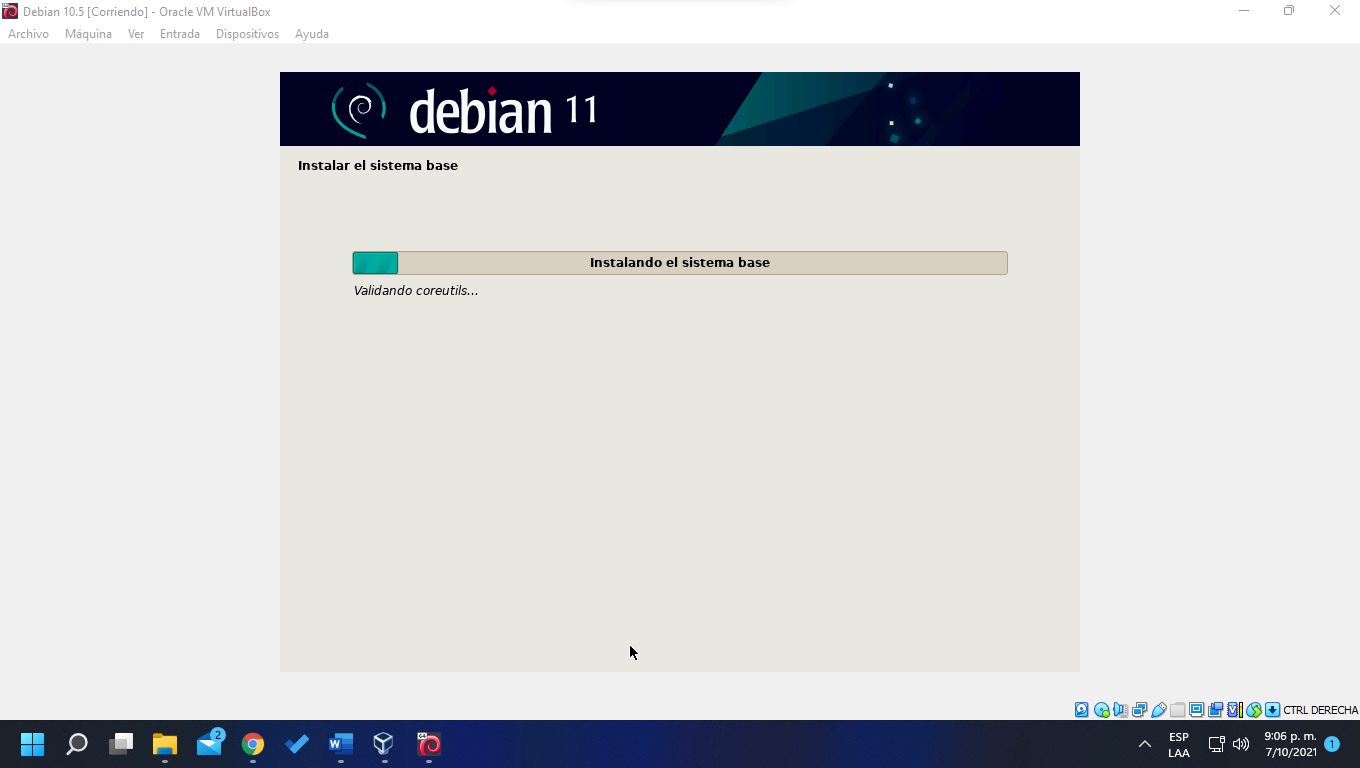 Debian 10.5 [Corriendo] - Oracle VM VirtualBox
Archivo Máquina Ver Entrada Dispositivos Ayuda
debian 11
Instalar el sistema base
Instalando el sistema base
Validando coreutils...
CTRL DERECHA
2
W
64
ESP
LAA
9:06 p. m.
7/10/2021
1